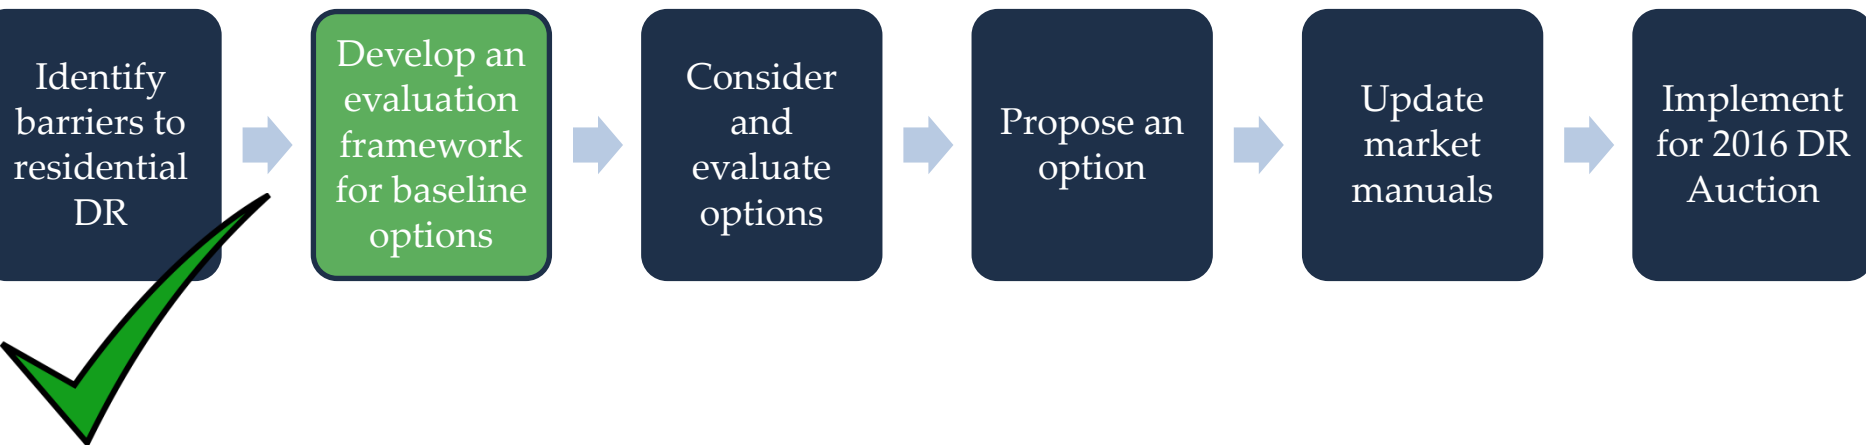 Identify
barriers to
residential
DR
Develop an
evaluation
framework
for baseline
options
Consider
and
evaluate
options
Propose an
option
Update
market
manuals
Implement
for 2016 DR
Auction